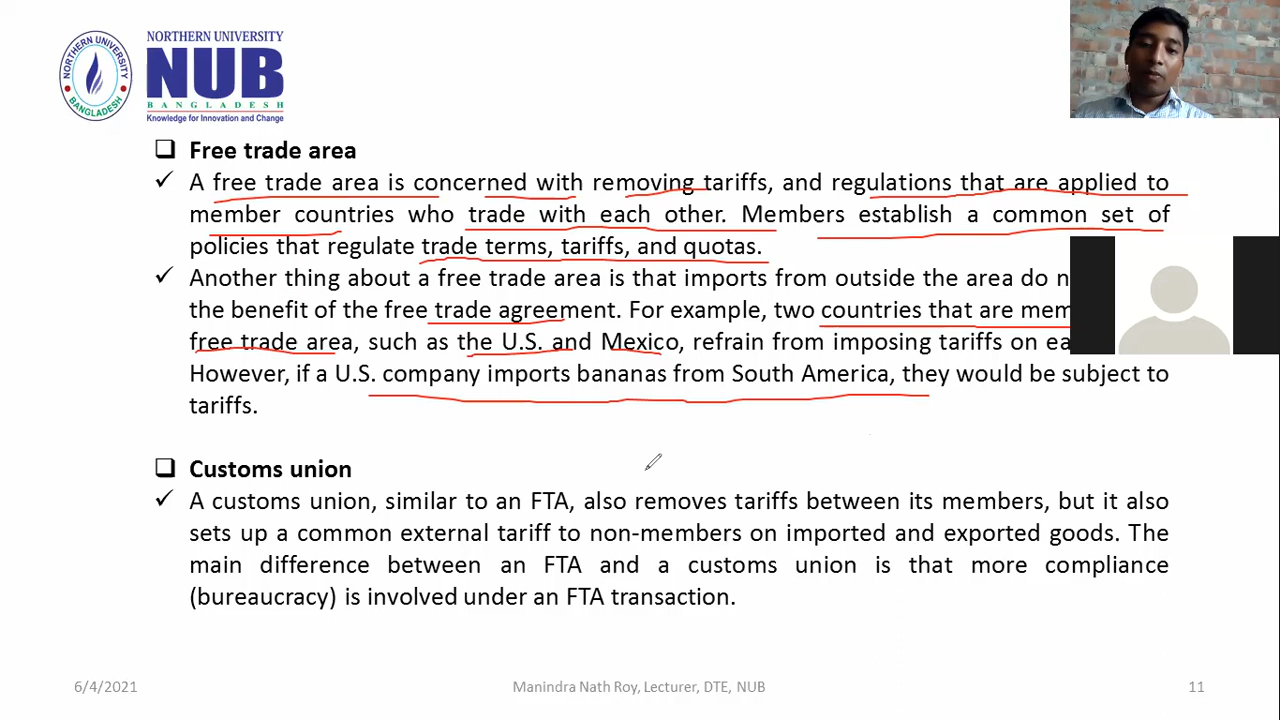 NORTHERN UNIVERSITY
NUB
BANGLADESH
Knowledge for Innovation and Change
NORTHERN UNIVERSITY
BANGLADESH
❑ Free trade area
✓ A free trade area is concerned with removing tariffs, and regulations that are applied to
member countries who trade with each other. Members establish a common set of
policies that regulate trade terms, tariffs, and quotas.
✓ Another thing about a free trade area is that imports from outside the area do
the benefit of the free trade agreement. For example, two countries that are
free trade area, such as the U.S. and Mexico, refrain from imposing tariffs on
However, if a U.S. company imports bananas from South America, they would be subject to
tariffs.
❑ Customs union
✓ A customs union, similar to an FTA, also removes tariffs between its members, but it also
sets up a common external tariff to non-members on imported and exported goods. The
main difference between an FTA and a customs union is that more compliance
(bureaucracy) is involved under an FTA transaction.
6/4/2021 Manindra Nath Roy, Lecturer, DTE, NUB 11